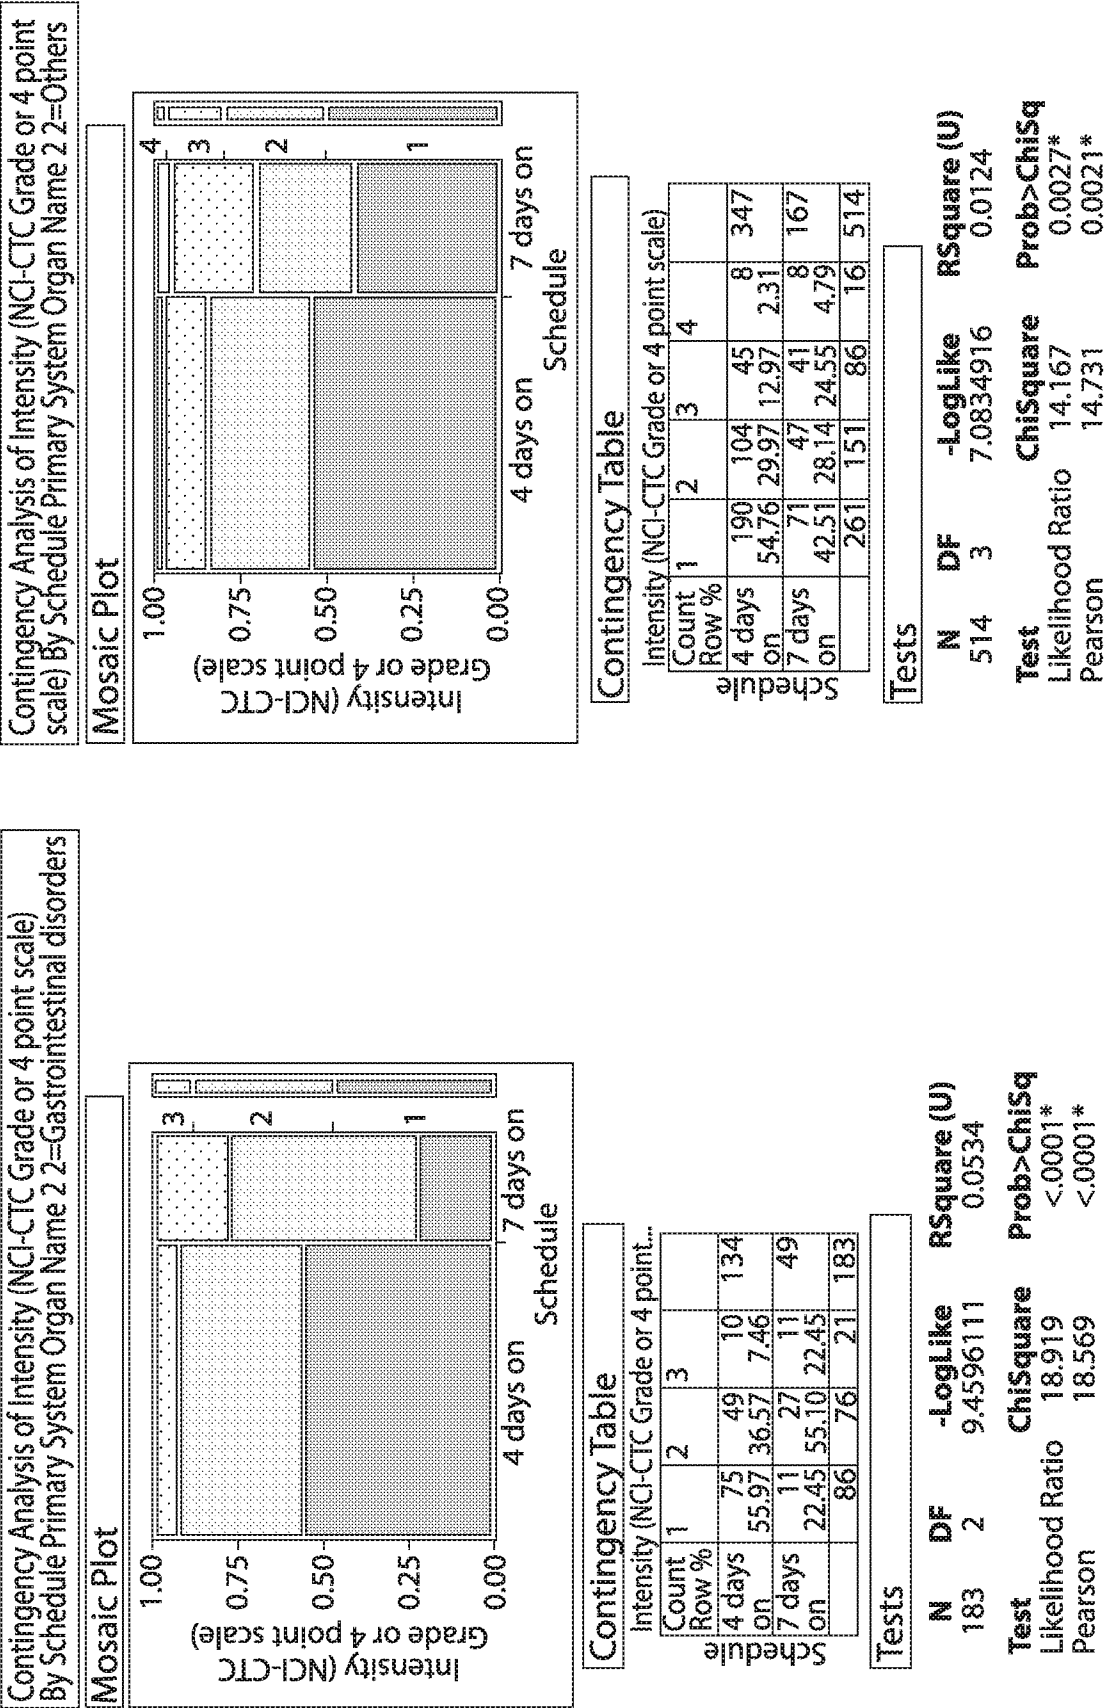 Contingency Analysis of Intensity (NCI-CTC Grade or 4 point scale)
By Schedule Primary System Organ Name 2 2=Gastrointestinal disorders
Mosaic Plot
Intensity (NCI-CTC
Grade or 4 point scale)
1.00
0.75
0.50
0.25
0.00
4 days on
7 days on
Schedule
3
2
1
Contingency Table
Intensity (NCI-CTC Grade or 4 point...
Schedule
Count 1 2 3
Row %
4 days 75 49 10 134
on 55.97 36.57 7.46
7 days 11 27 11 49
on 22.45 55.10 22.45
86 76 21 183
Tests
N DF -LogLike RSquare (U)
183 2 9.4596111 0.0534
Test ChiSquare Prob>ChiSq
Likelihood Ratio 18.919 <.0001*
Pearson 18.569 <.0001*
Contingency Analysis of Intensity (NCI-CTC Grade or 4 point
scale) By Schedule Primary System Organ Name 2 2=Others
Mosaic Plot
Intensity (NCI-CTC
Grade or 4 point scale)
1.00
0.75
0.50
0.25
0.00
4 days on
7 days on
Schedule
4
3
2
1
Contingency Table
Intensity (NCI-CTC Grade or 4 point scale)
Schedule
Count 1 2 3 4
Row %
4 days 190 104 45 8 347
on 54.76 29.97 12.97 2.31
7 days 71 47 41 8 167
on 42.51 28.14 24.55 4.79
261 151 86 16 514
Tests
N DF -LogLike RSquare (U)
514 3 7.0834916 0.0124
Test ChiSquare Prob>ChiSq
Likelihood Ratio 14.167 0.0027*
Pearson 14.731 0.0021*